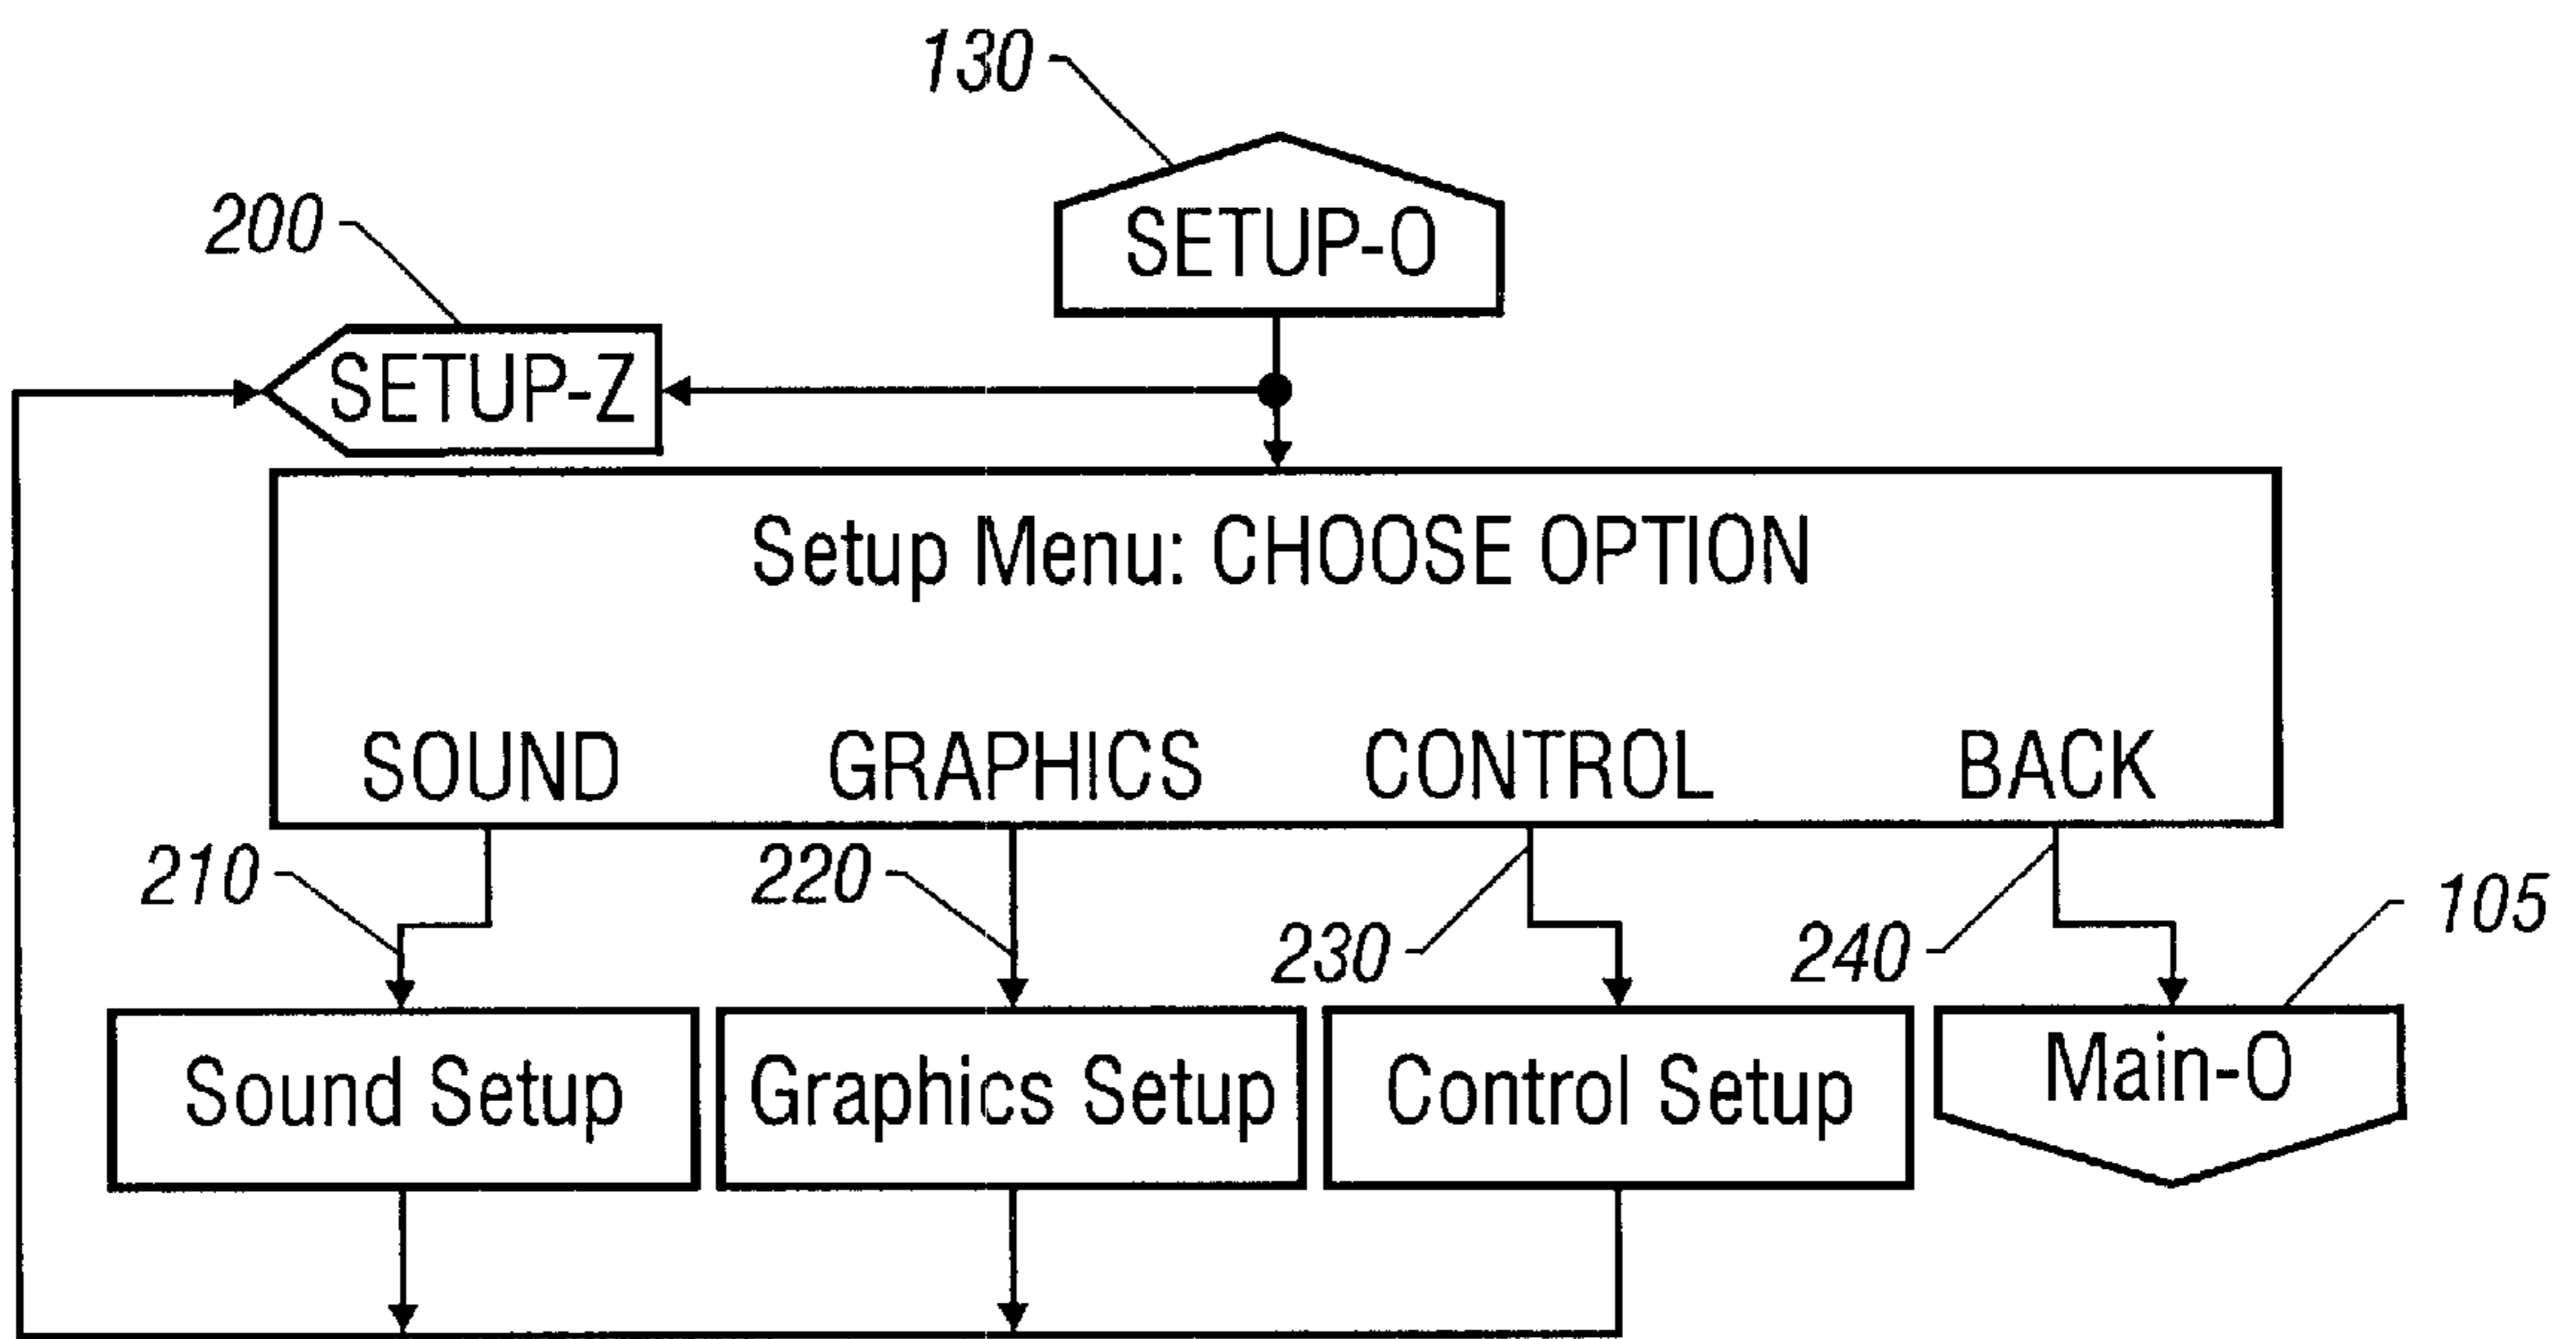 130
SETUP-O
200
SETUP-Z
Setup Menu: CHOOSE OPTION
SOUND GRAPHICS CONTROL BACK
210 220 230 240 105
Sound Setup Graphics Setup Control Setup Main-O